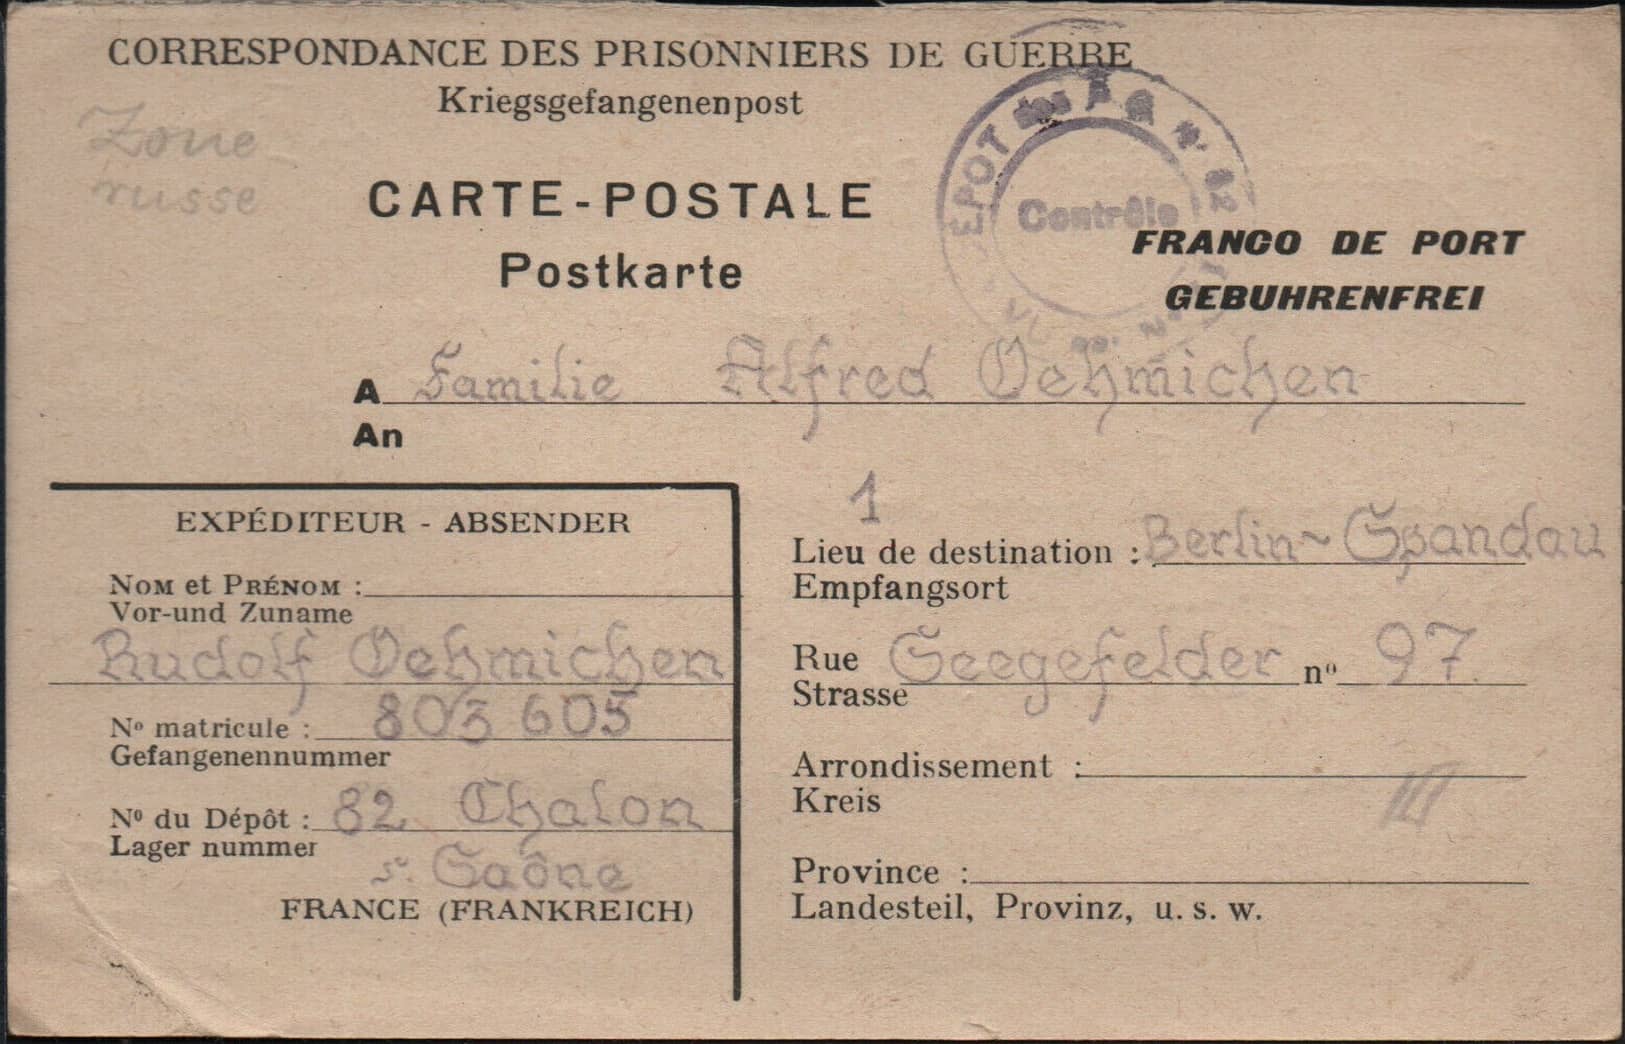 CORRESPONDANCE DES PRISONNIERS DE GUERRE
Kriegsgefangenenpost
Zone
russe
CARTE-POSTALE
Postkarte
DEPOT des P G N° 82
Contrôle
FRANCO DE PORT
GEBUHRENFREI
A Familie Alfred Oehmichen
An
EXPÉDITEUR - ABSENDER
NOM et PRÉNOM :
Vor-und Zuname
Rudolf Oehmichen
N° matricule : 803 605
Gefangenennummer
N° du Dépôt : 82 Chalon
Lager nummer
s. Saône
FRANCE (FRANKREICH)
1
Lieu de destination : Berlin-Spandau
Empfangsort
Rue Seegefelder n° 97
Strasse
Arrondissement :
Kreis
Province :
Landesteil, Provinz, u. s. w.